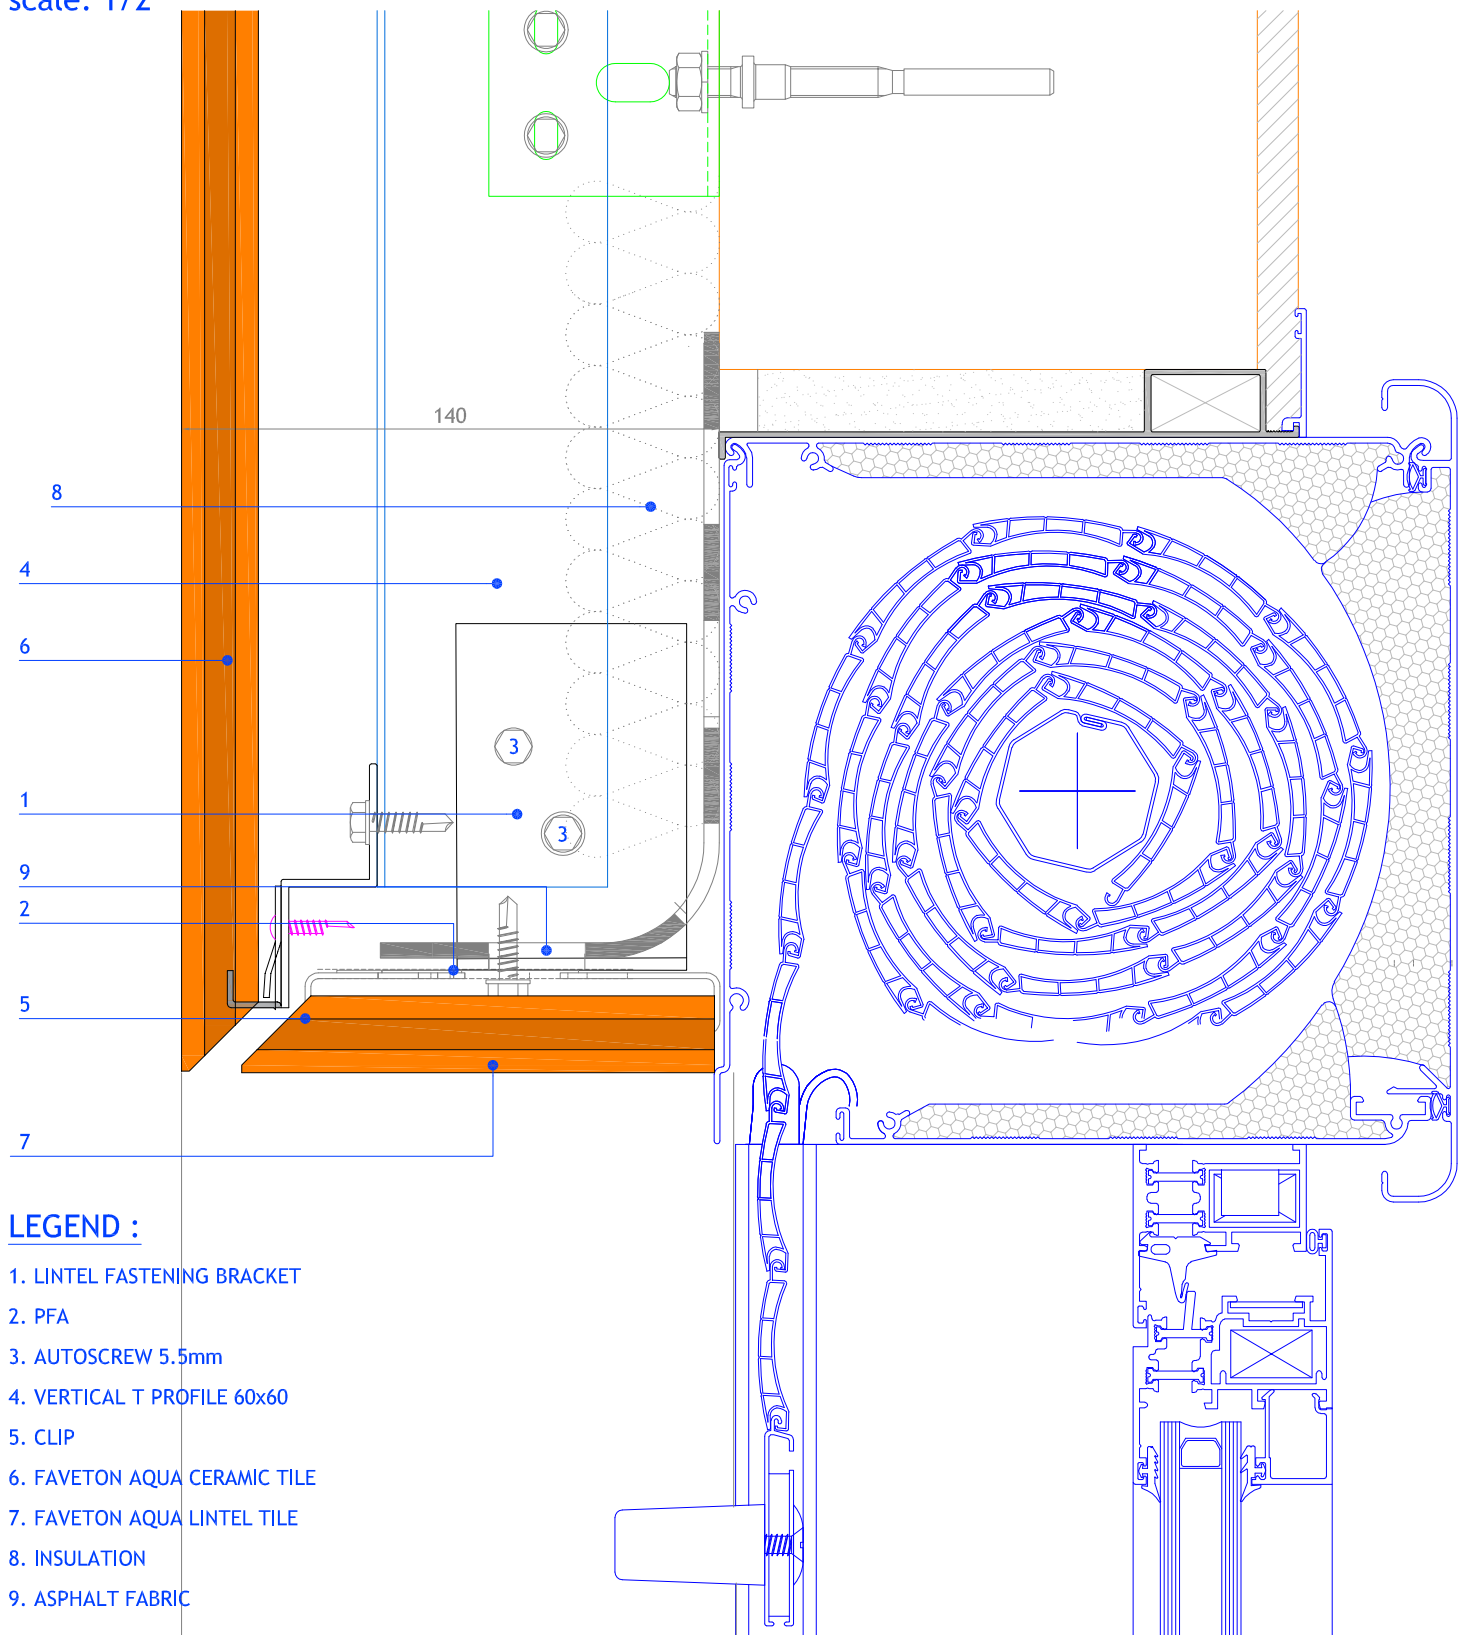 scale: 1/2
140
8
4
6
3
1
3
9
2
5
7
LEGEND :
1. LINTEL FASTENING BRACKET
2. PFA
3. AUTOSCREW 5.5mm
4. VERTICAL T PROFILE 60x60
5. CLIP
6. FAVETON AQUA CERAMIC TILE
7. FAVETON AQUA LINTEL TILE
8. INSULATION
9. ASPHALT FABRIC